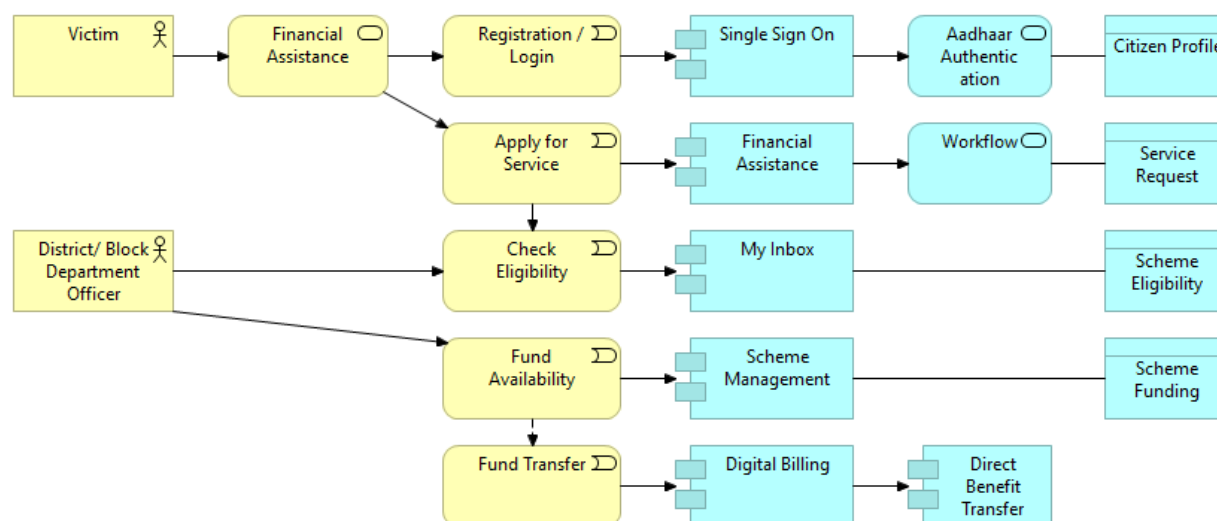 Victim
Financial
Assistance
Registration /
Login
Single Sign On
Aadhaar
Authentic
ation
Citizen Profile
Apply for
Service
Financial
Assistance
Workflow
Service
Request
District/ Block
Department
Officer
Check
Eligibility
My Inbox
Scheme
Eligibility
Fund
Availability
Scheme
Management
Scheme
Funding
Fund Transfer
Digital Billing
Direct
Benefit
Transfer